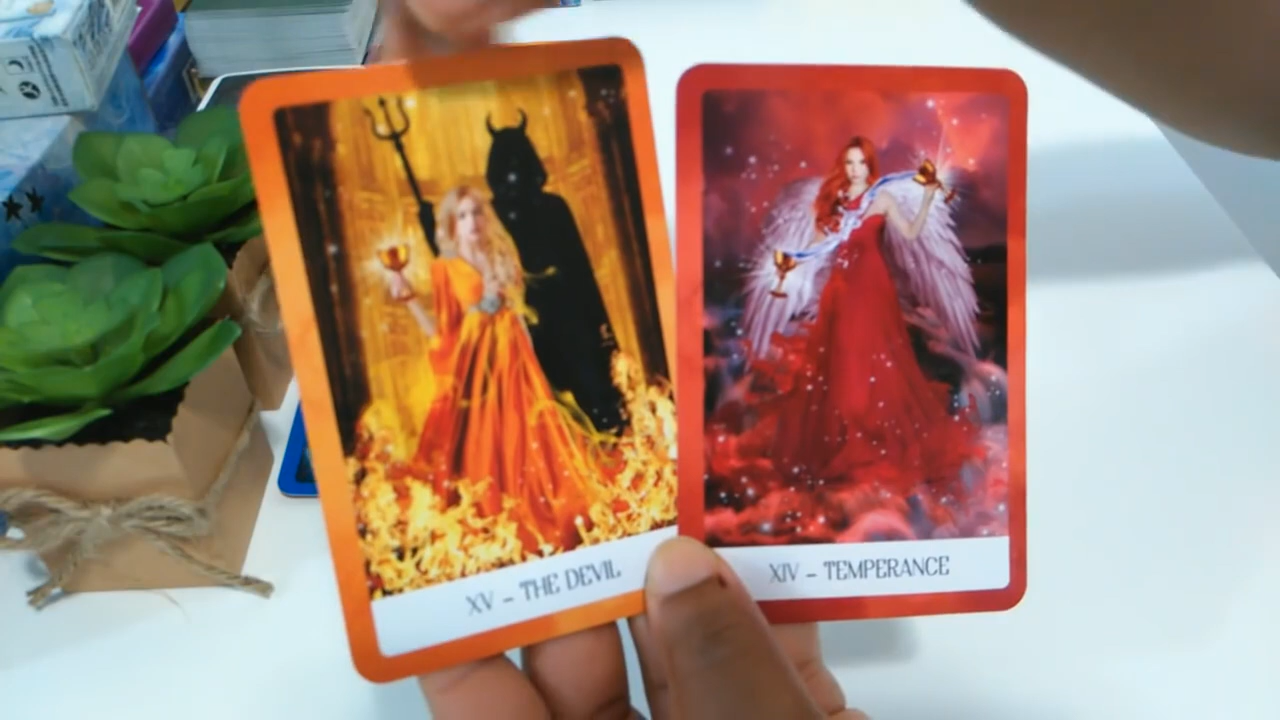 XV – THE DEVIL
XIV – TEMPERANCE